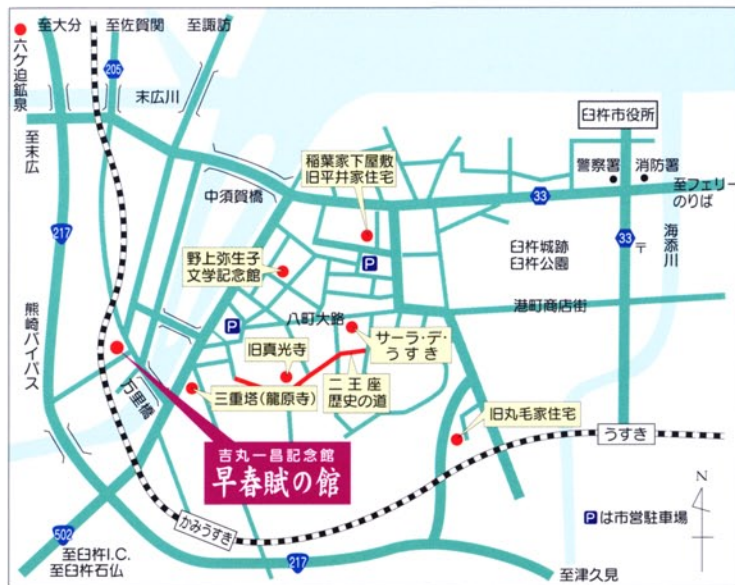 至大分
至佐賀関
至諏訪
六ケ迫鉱泉
205
末広川
至末広
臼杵市役所
稲葉家下屋敷
旧平井家住宅
警察署
消防署
中須賀橋
33
至フェリー
のりば
217
P
野上弥生子
文学記念館
臼杵城跡
臼杵公園
33
〒
海添川
熊崎バイパス
港町商店街
八町大路
P
サーラ・デ・
うすき
旧真光寺
二王座
歴史の道
三重塔(龍原寺)
万里橋
旧丸毛家住宅
うすき
吉丸一昌記念館
早春賦の館
N
かみうすき
Pは市営駐車場
502
至臼杵I.C.
至臼杵石仏
217
至津久見